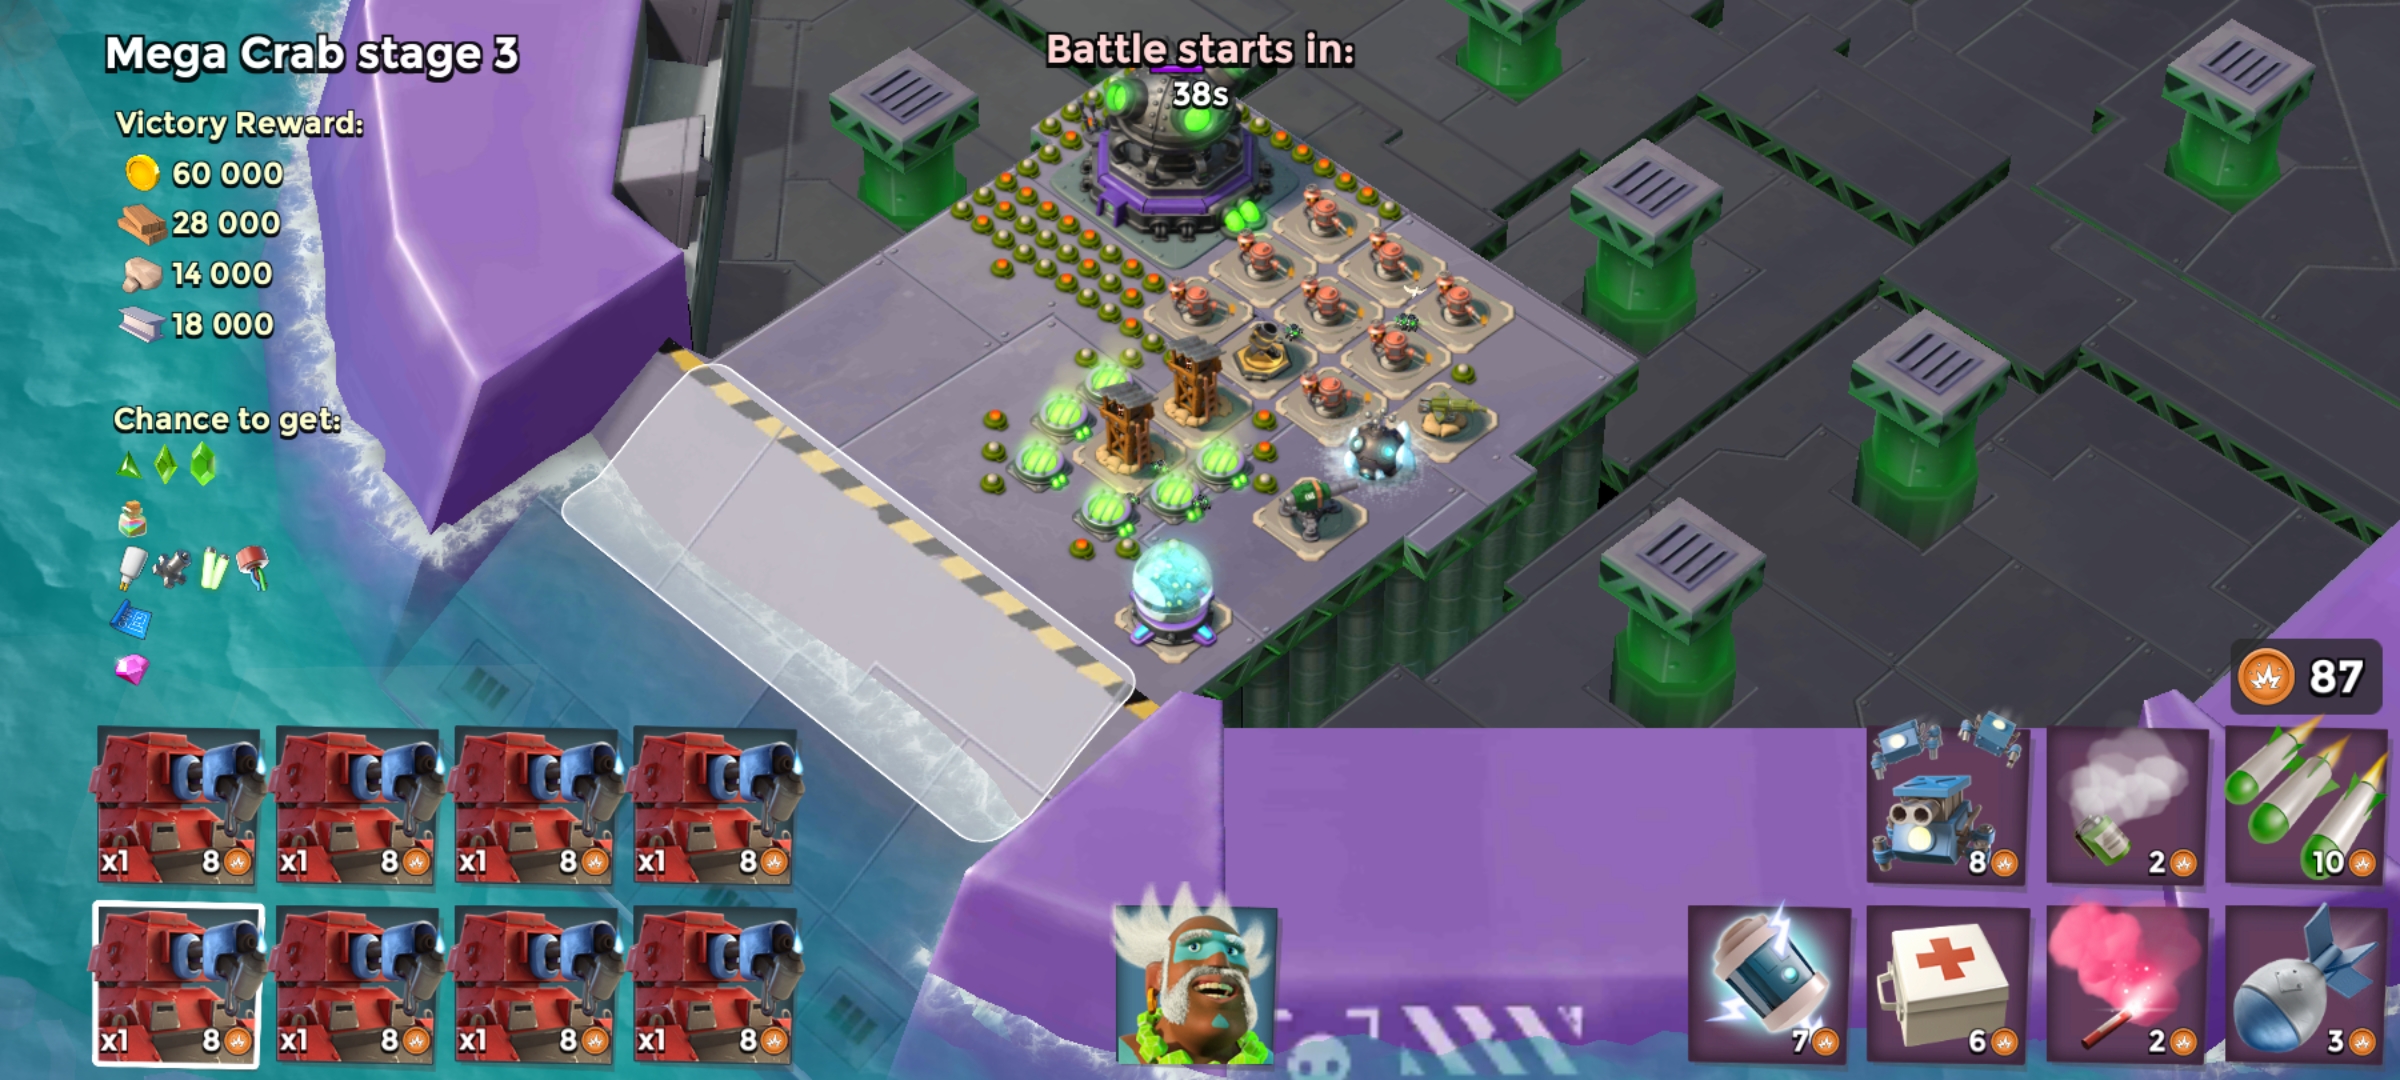 Mega Crab stage 3
Battle starts in:
38s
Victory Reward:
60 000
28 000
14 000
18 000
Chance to get:
87
x1 8
x1 8
x1 8
x1 8
8
2
10
x1 8
x1 8
x1 8
x1 8
7
6
2
3